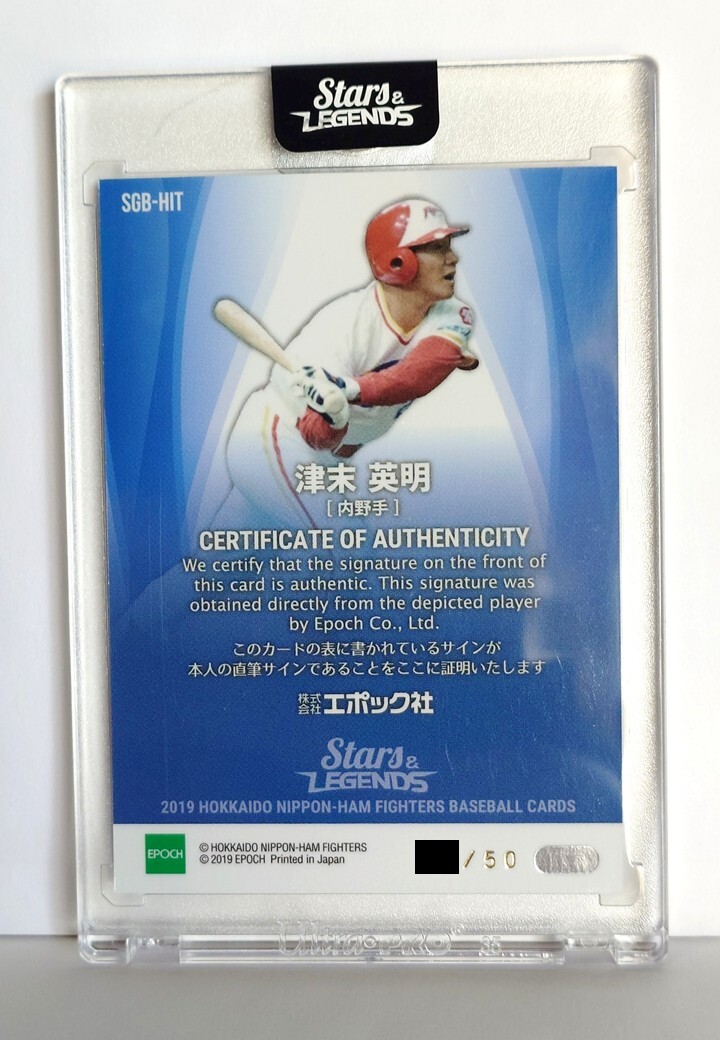 Stars &
LEGENDS
SGB-HIT
津末 英明
[ 内野手 ]
CERTIFICATE OF AUTHENTICITY
We certify that the signature on the front of
this card is authentic. This signature was
obtained directly from the depicted player
by Epoch Co., Ltd.
このカードの表に書かれているサインが
本人の直筆サインであることをここに証明いたします
株式会社エポック社
Stars &
LEGENDS
2019 HOKKAIDO NIPPON-HAM FIGHTERS BASEBALL CARDS
EPOCH
© HOKKAIDO NIPPON-HAM FIGHTERS
© 2019 EPOCH Printed in Japan
/50
Ultra·PRO® 35